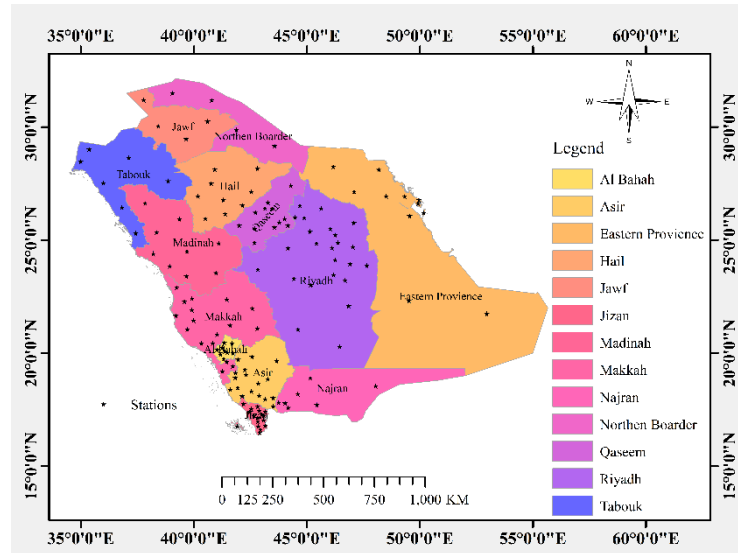 35°0'0"E 40°0'0"E 45°0'0"E 50°0'0"E 55°0'0"E 60°0'0"E
30°0'0"N
25°0'0"N
20°0'0"N
15°0'0"N
N
W E
S
Legend
Al Bahah
Asir
Eastern Provience
Hail
Jawf
Jizan
Madinah
Makkah
Najran
Northen Boarder
Qaseem
Riyadh
Tabouk
Jawf
Northen Boarder
Tabouk
Hail
Qaseem
Madinah
Riyadh
Eastern Provience
Makkah
Al Bahah
Asir
Najran
Stations
0 125 250 500 750 1,000 KM
30°0'0"N
25°0'0"N
20°0'0"N
15°0'0"N
35°0'0"E 40°0'0"E 45°0'0"E 50°0'0"E 55°0'0"E 60°0'0"E